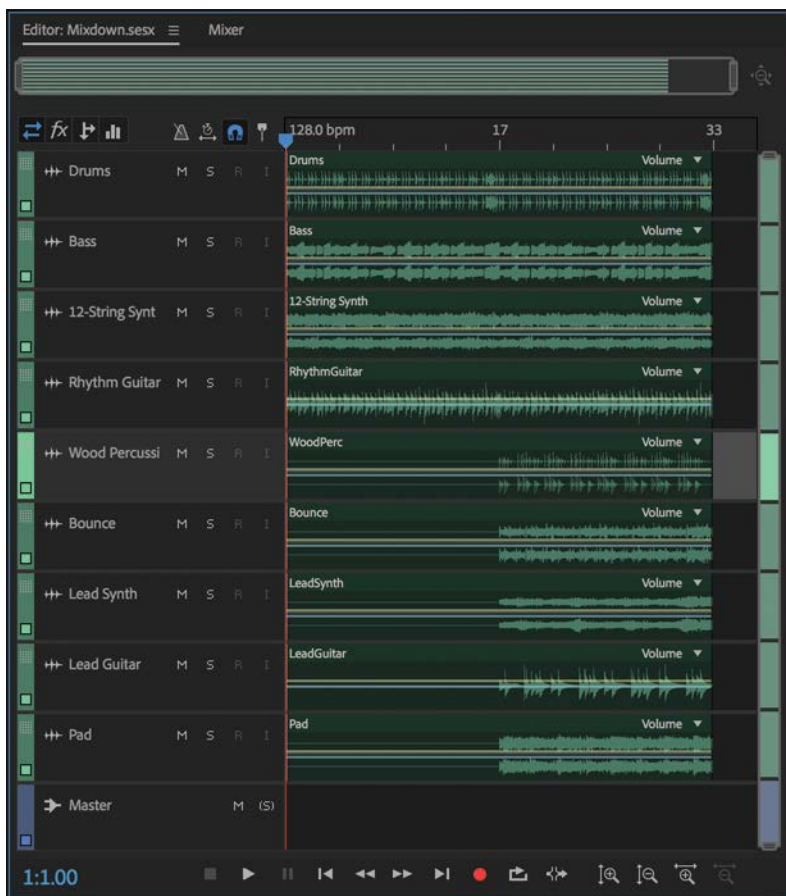 Editor: Mixdown.sesx Mixer
fx 128.0 bpm 17 33
Drums M S R I Drums Volume
Bass M S R I Bass Volume
12-String Synt M S R I 12-String Synth Volume
Rhythm Guitar M S R I RhythmGuitar Volume
Wood Percussi M S R I WoodPerc Volume
Bounce M S R I Bounce Volume
Lead Synth M S R I LeadSynth Volume
Lead Guitar M S R I LeadGuitar Volume
Pad M S R I Pad Volume
Master M (S)
1:1.00